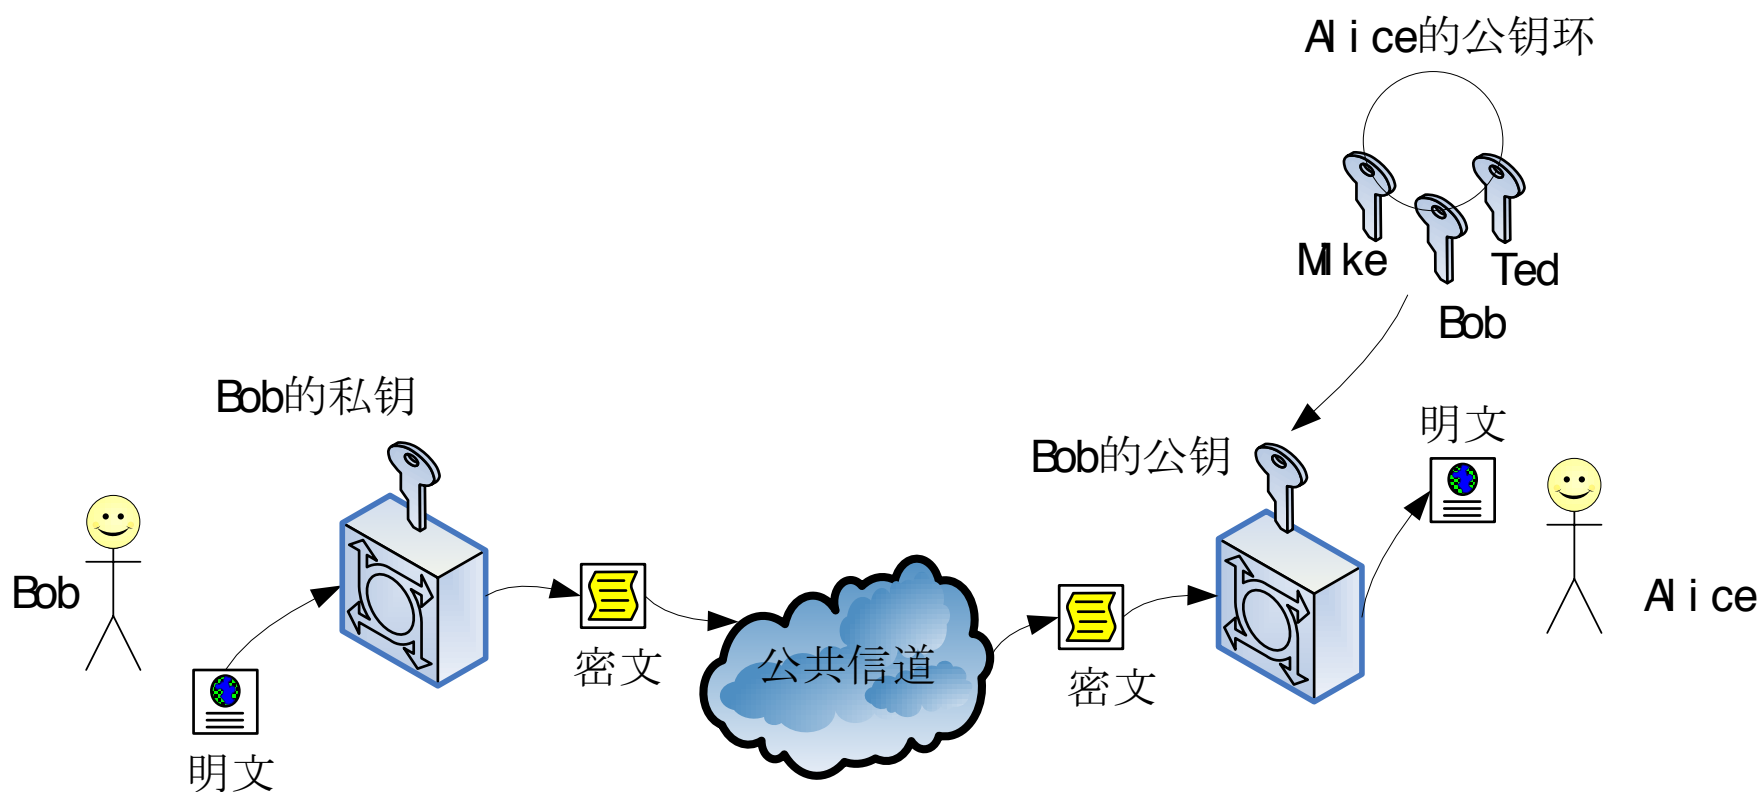 Alice的公钥环
Mike
Ted
Bob
Bob的私钥
Bob的公钥
明文
Bob
Alice
密文
公共信道
密文
明文